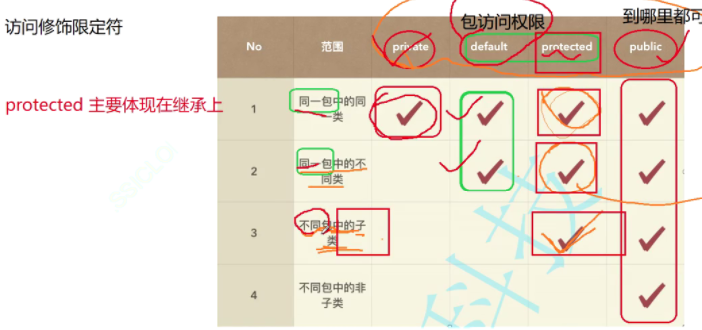 访问修饰限定符
包访问权限
到哪里都可
No 范围 private default protected public
protected 主要体现在继承上
1 同一包中的同
一类
2 同一包中的不
同类
3 不同包中的子
类
4 不同包中的非
子类